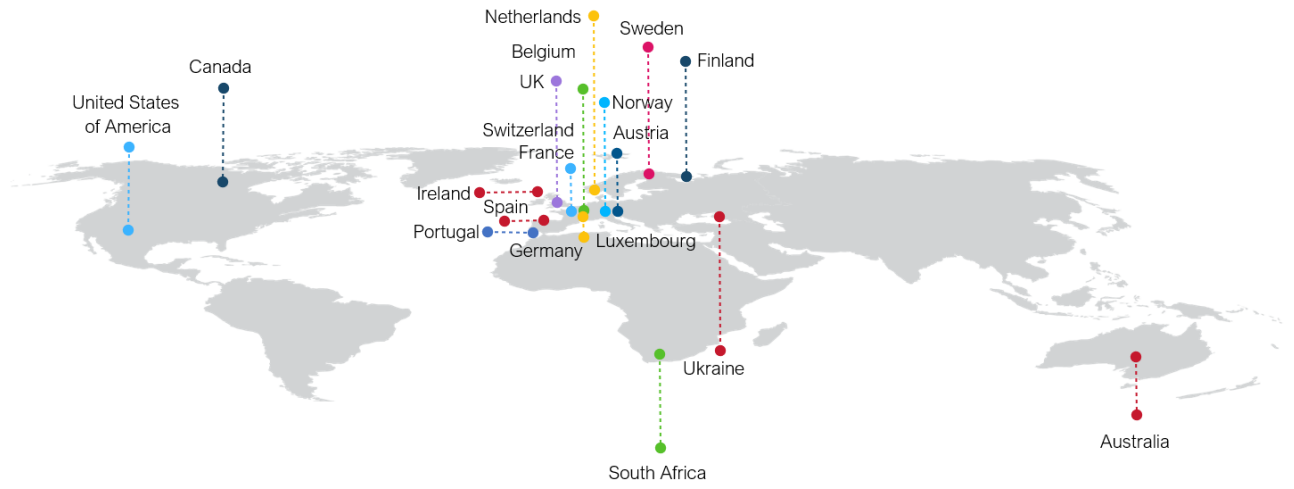 Netherlands
Sweden
Belgium
Finland
Canada
UK
United States
of America
Norway
Switzerland
Austria
France
Ireland
Spain
Portugal
Germany
Luxembourg
Ukraine
Australia
South Africa